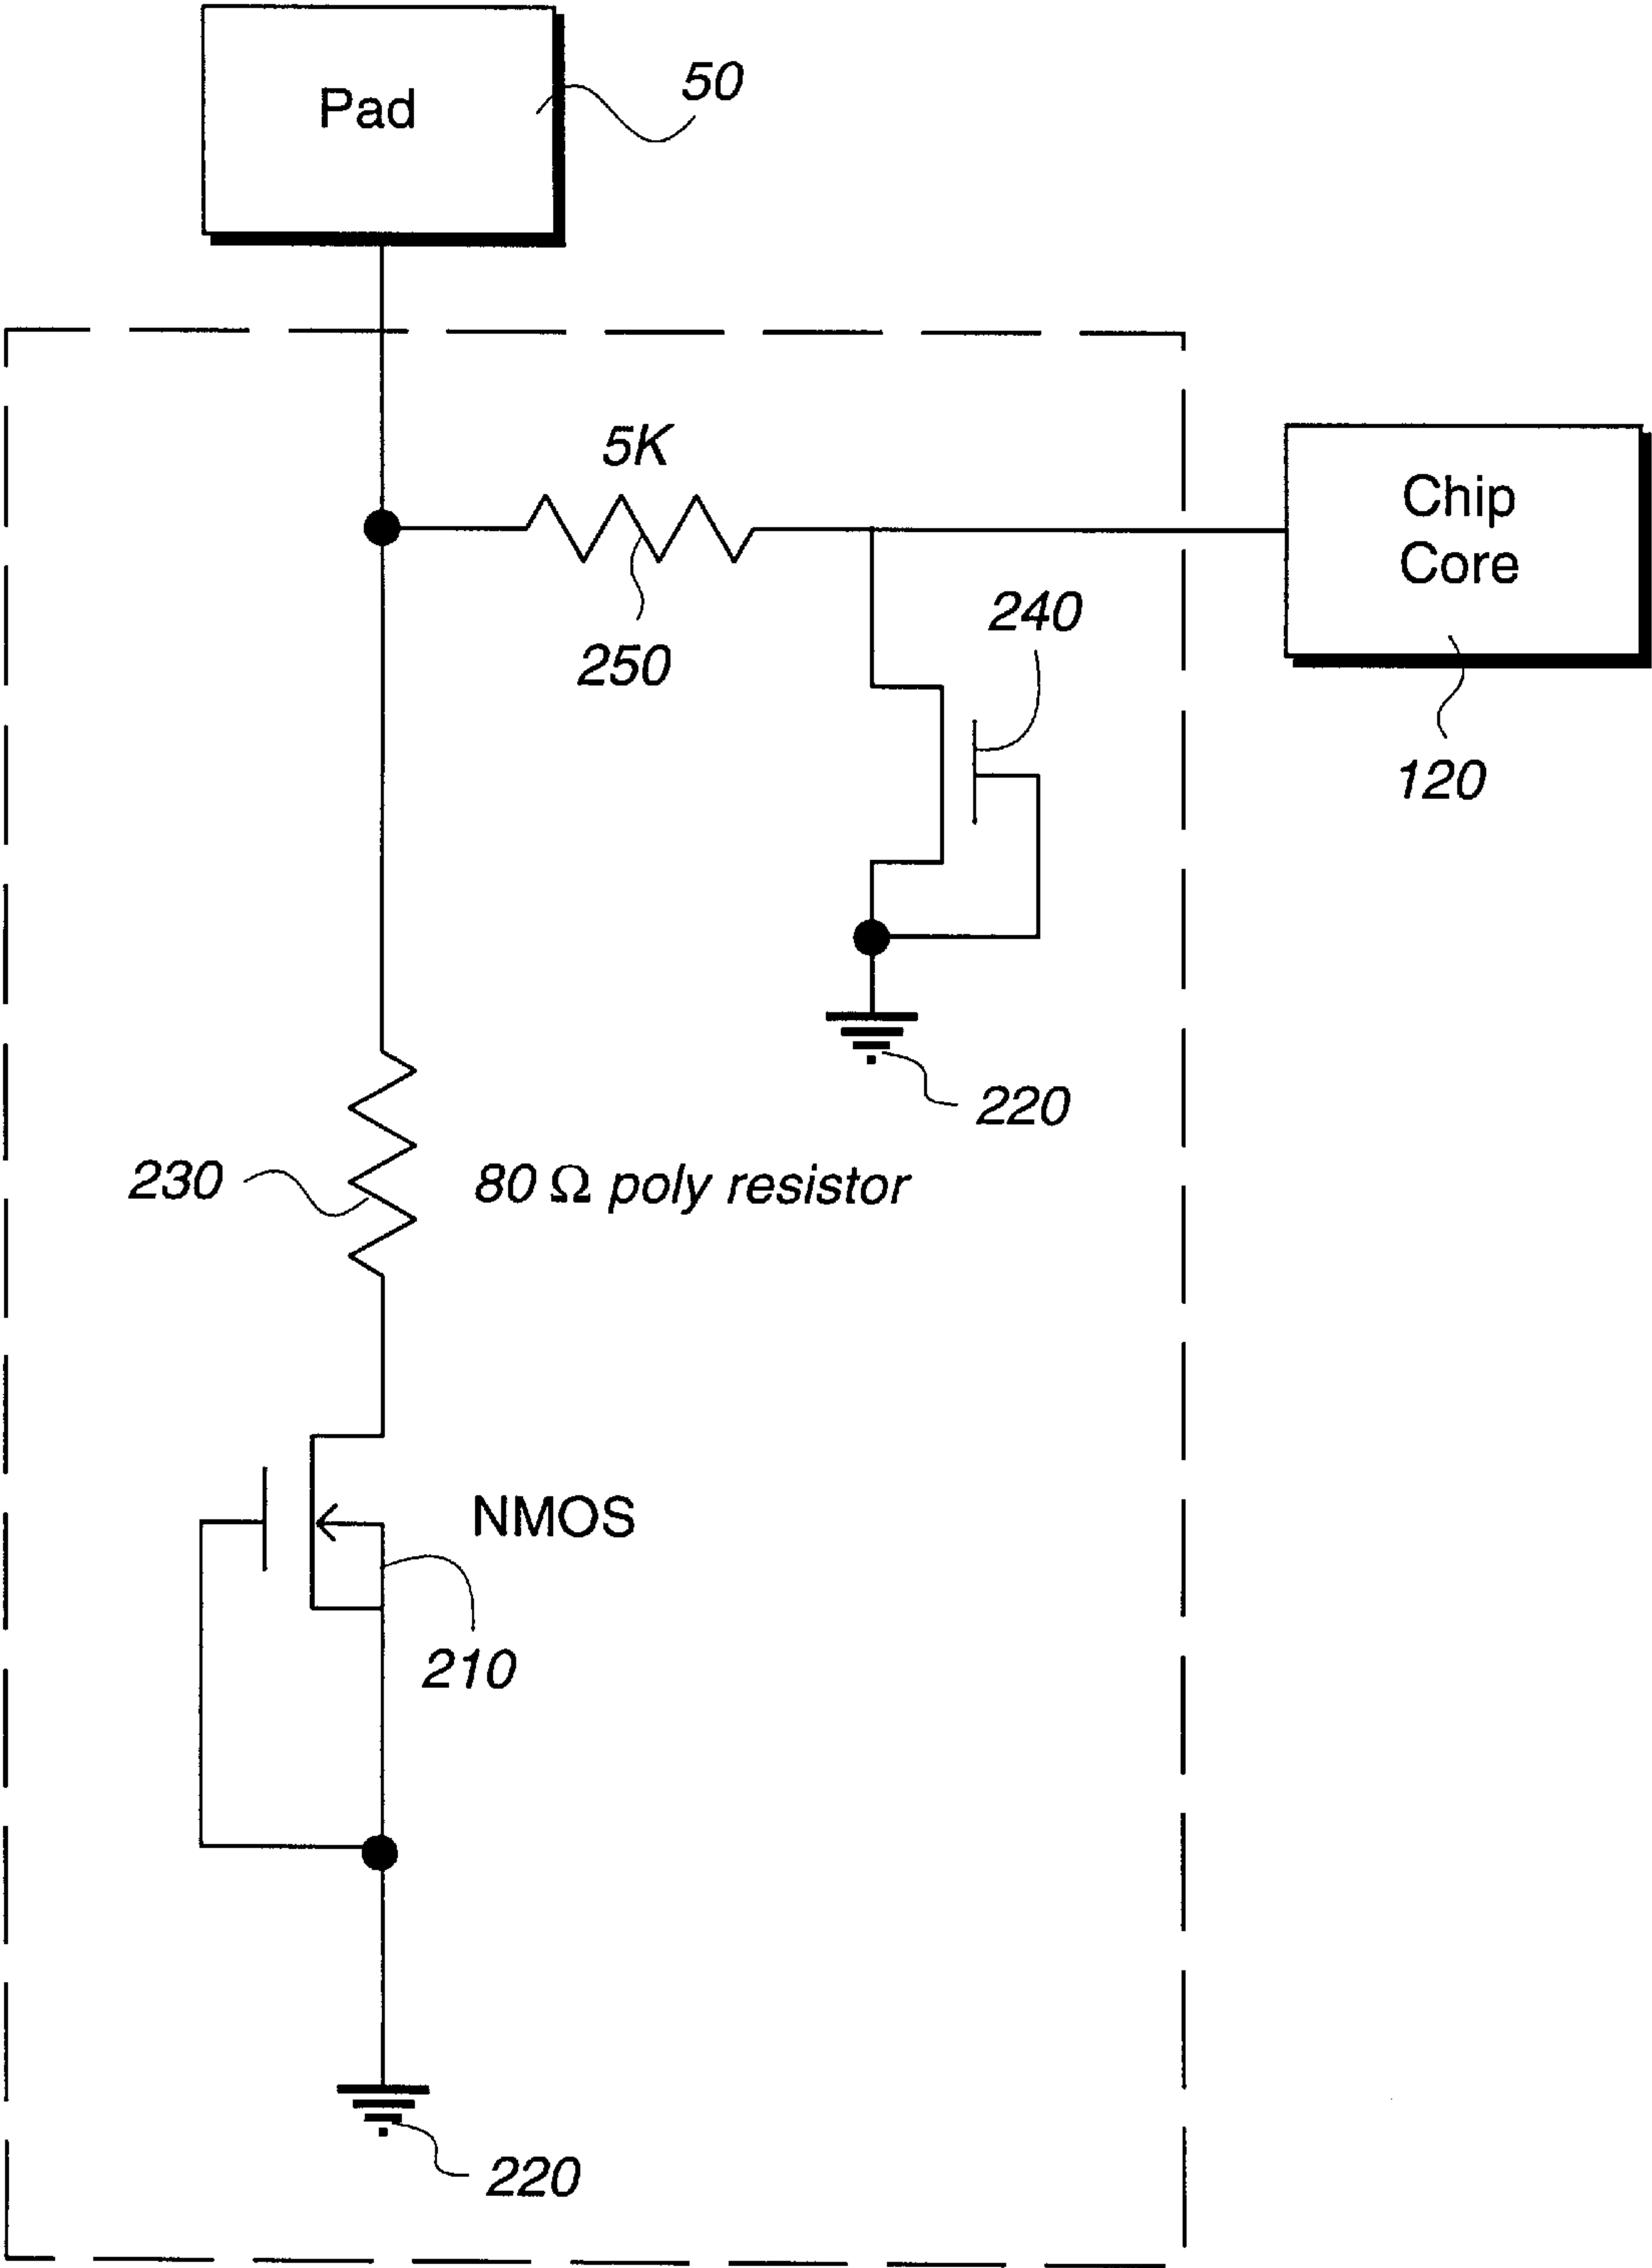 Pad
50
5K
250
240
Chip
Core
120
220
230
80 Ω poly resistor
NMOS
210
220